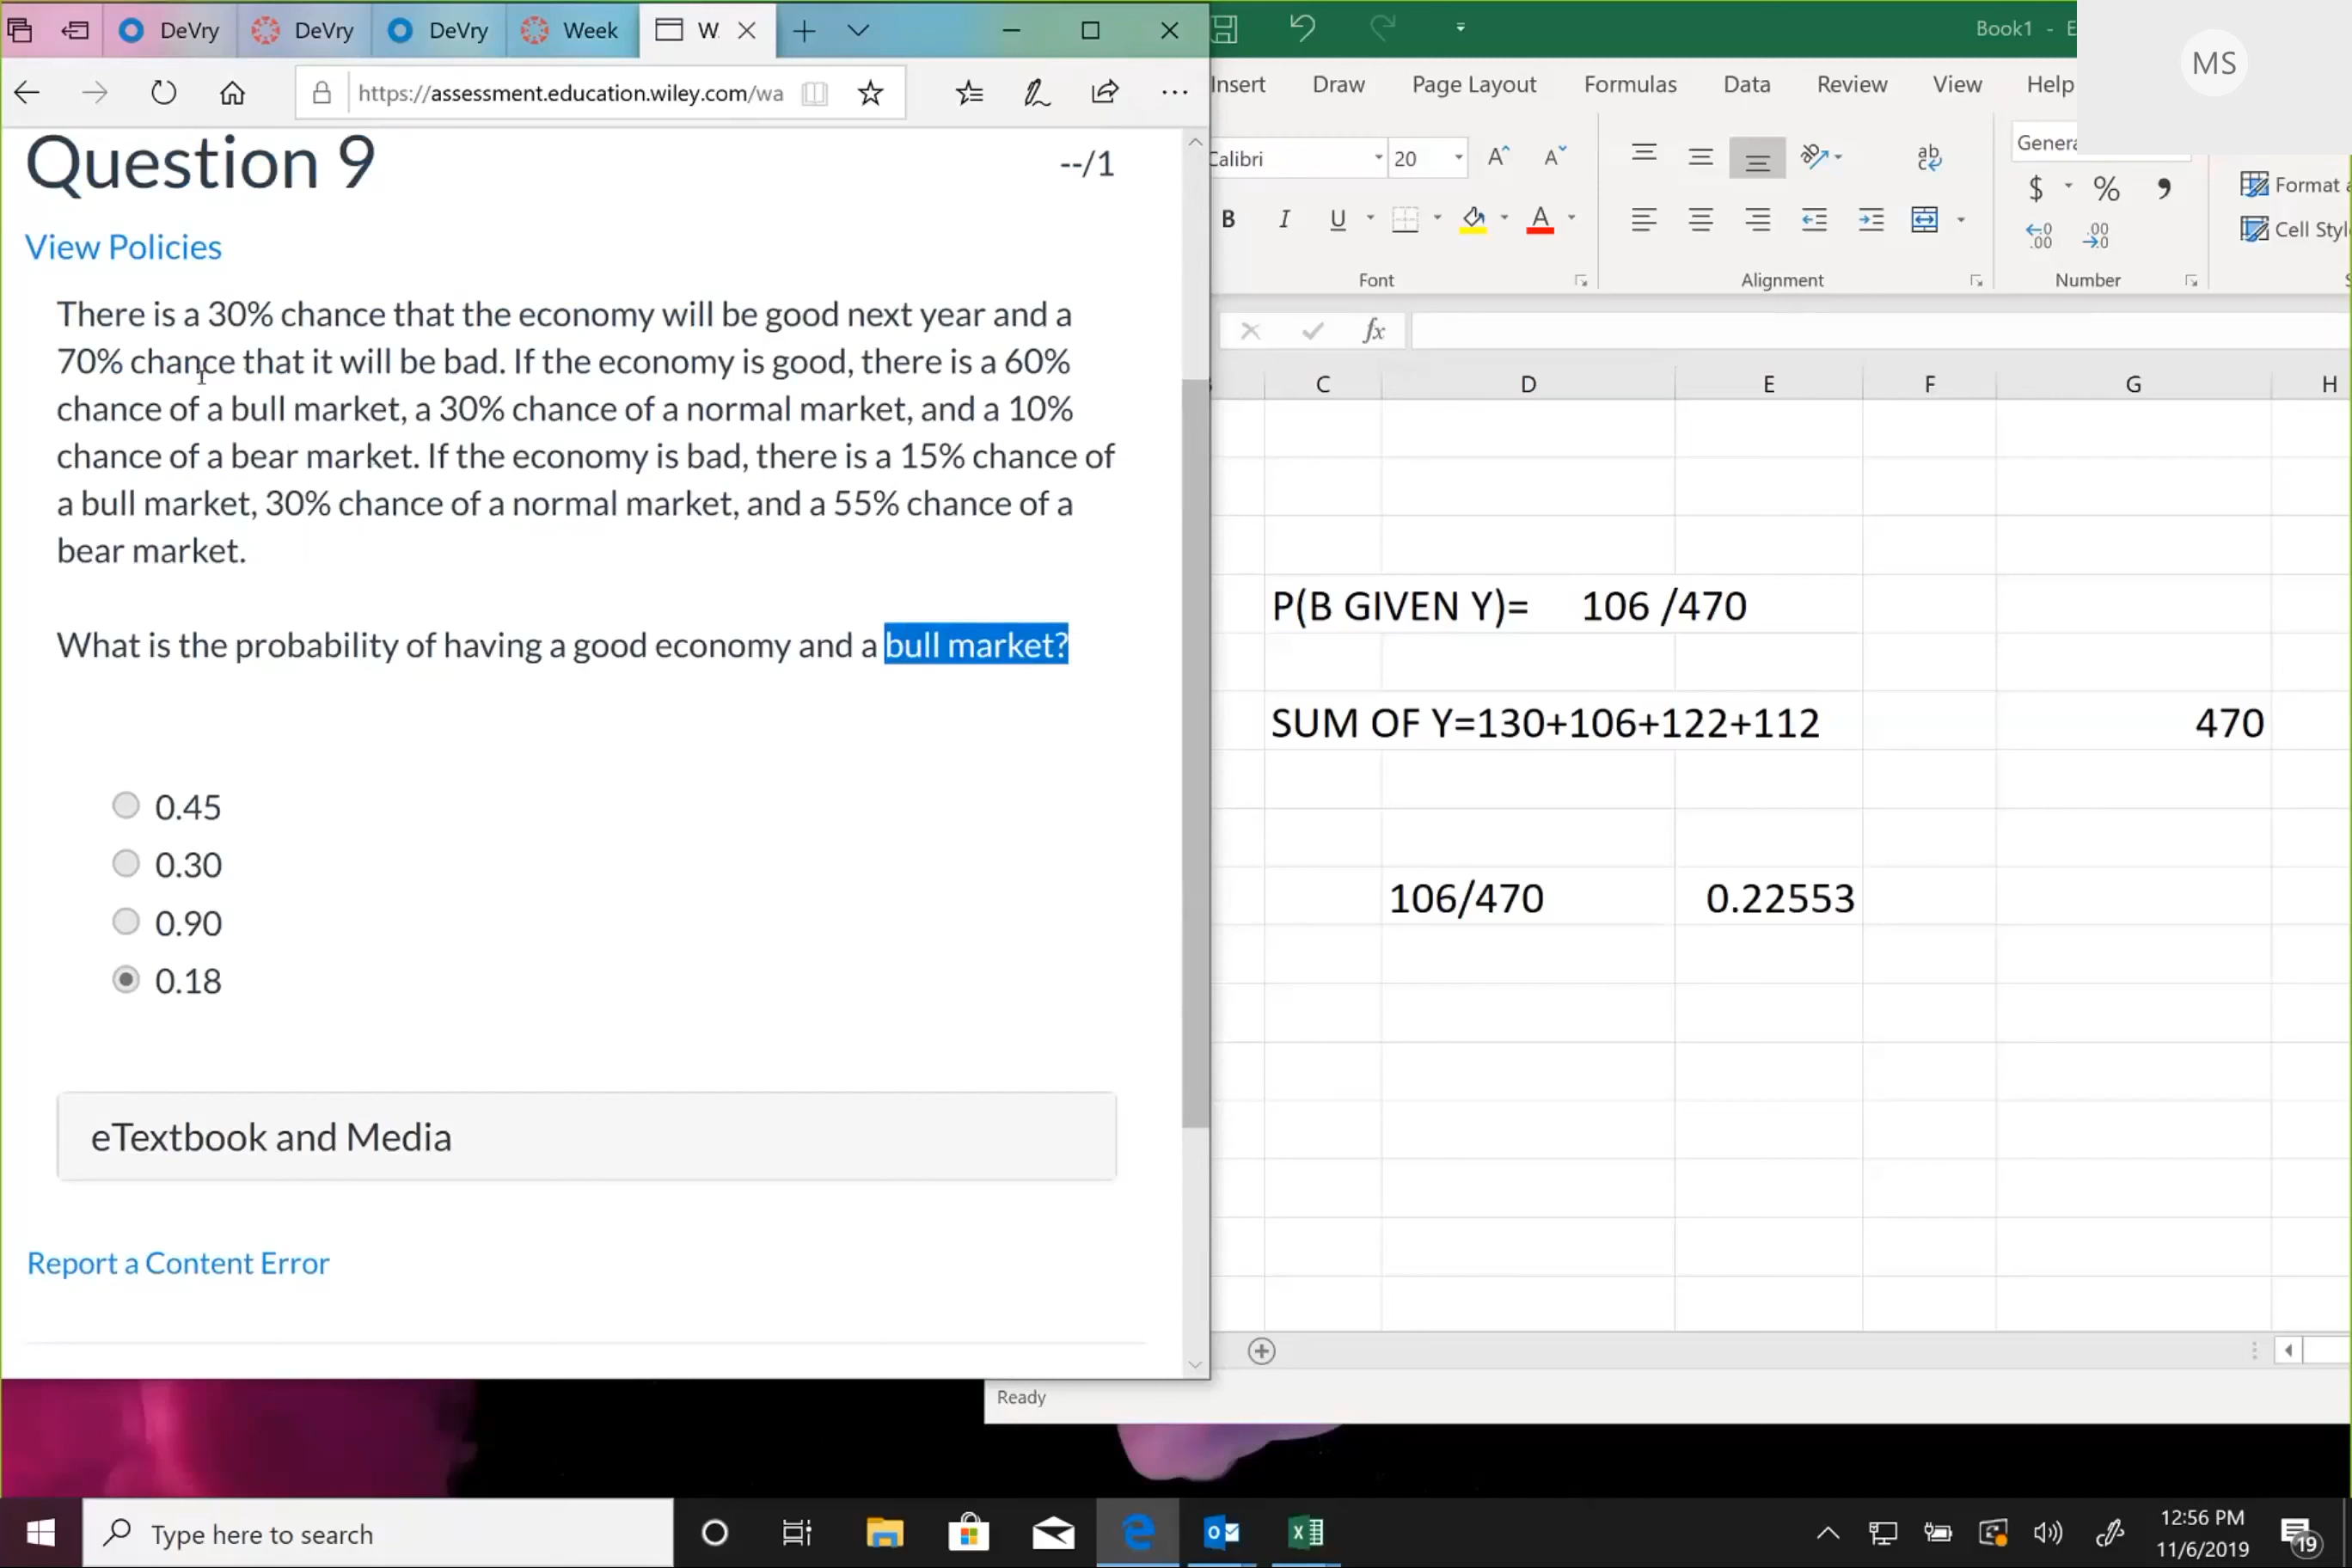 DeVry
DeVry
DeVry
Week
W
https://assessment.education.wiley.com/wa
Question 9
--/1
View Policies
There is a 30% chance that the economy will be good next year and a
70% chance that it will be bad. If the economy is good, there is a 60%
chance of a bull market, a 30% chance of a normal market, and a 10%
chance of a bear market. If the economy is bad, there is a 15% chance of
a bull market, 30% chance of a normal market, and a 55% chance of a
bear market.
What is the probability of having a good economy and a bull market?
0.45
0.30
0.90
0.18
eTextbook and Media
Report a Content Error
Book1 - E
MS
Insert Draw Page Layout Formulas Data Review View Help
Calibri 20
Genera
B I U A
$ % ,
Format a
Cell Styl
Font Alignment Number
fx
C D E F G H
P(B GIVEN Y)= 106 /470
SUM OF Y=130+106+122+112 470
106/470 0.22553
Ready
Type here to search
12:56 PM
11/6/2019
19